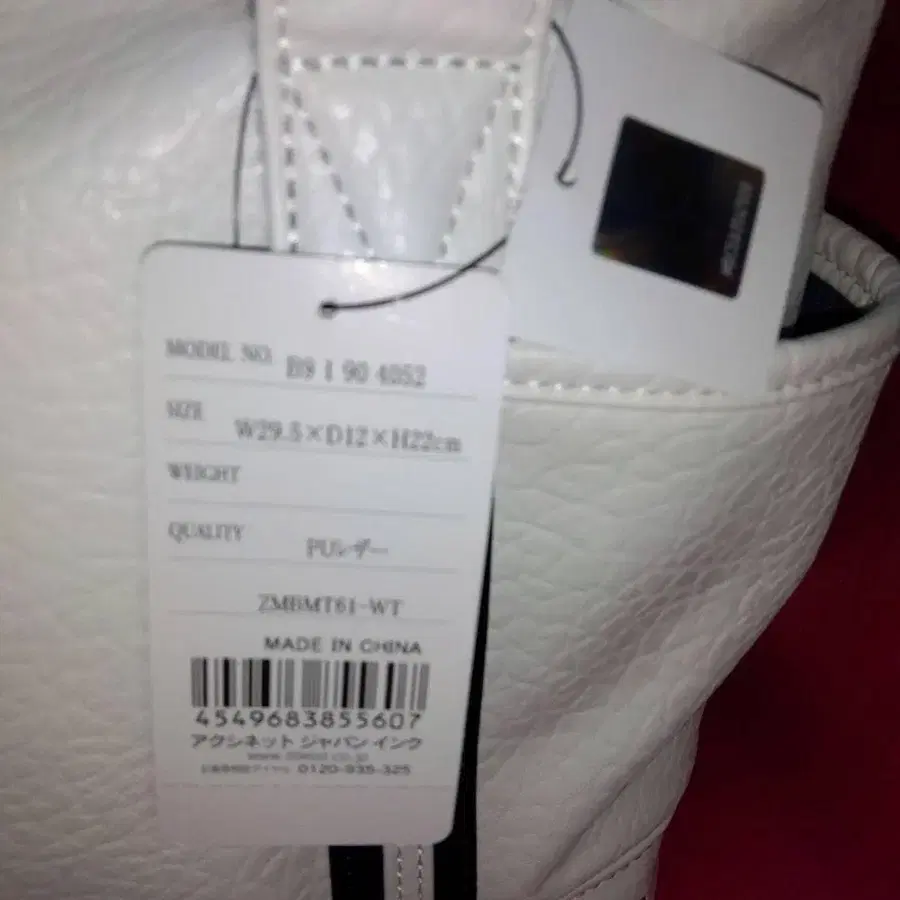 MODEL NO.
B9 1 90 4052
SIZE
W29.5×D12×H22cm
WEIGHT
QUALITY
PUレザー
ZMBMT61-WT
MADE IN CHINA
4549683855607
アクシネット ジャパン インク
0120-935-325